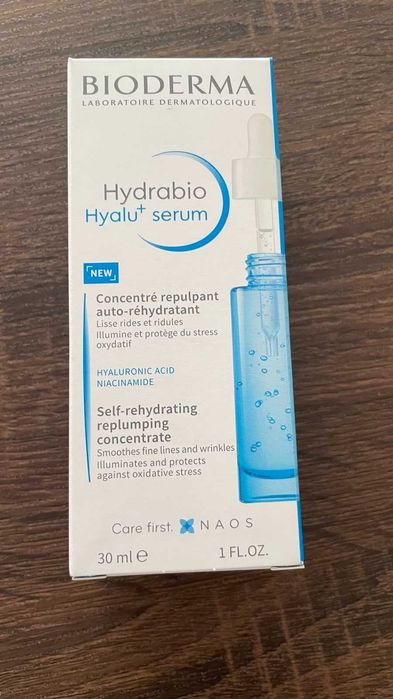 BIODERMA
LABORATOIRE DERMATOLOGIQUE
Hydrabio
Hyalu+ serum
NEW
Concentré repulpant
auto-réhydratant
Lisse rides et ridules
Illumine et protège du stress
oxydatif
HYALURONIC ACID
NIACINAMIDE
Self-rehydrating
replumping
concentrate
Smoothes fine lines and wrinkles
Illuminates and protects
against oxidative stress
Care first. NAOS
30 ml ℮ 1 FL.OZ.